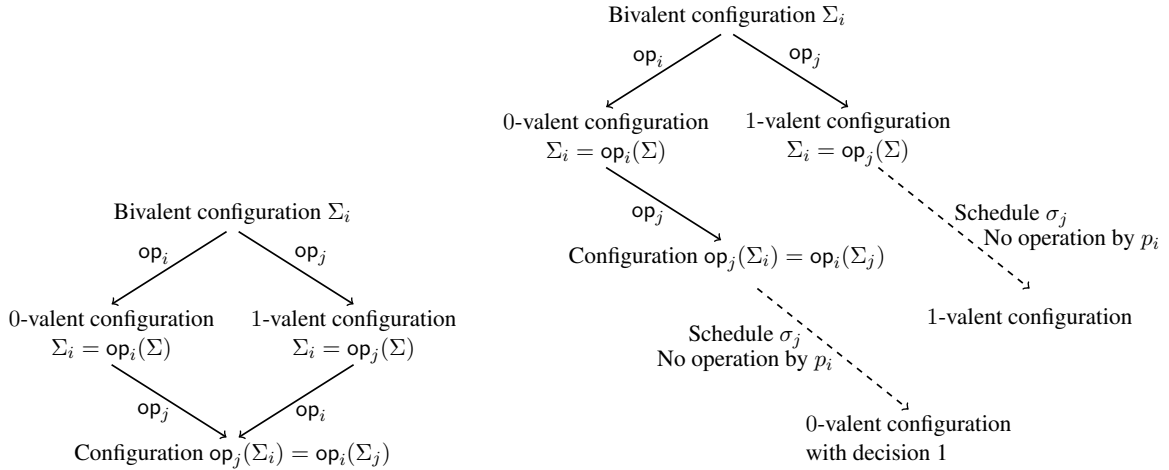 Bivalent configuration Σ_i
op_i
op_j
0-valent configuration
Σ_i = op_i(Σ)
1-valent configuration
Σ_i = op_j(Σ)
op_j
op_i
Configuration op_j(Σ_i) = op_i(Σ_j)
Bivalent configuration Σ_i
op_i
op_j
0-valent configuration
Σ_i = op_i(Σ)
1-valent configuration
Σ_i = op_j(Σ)
op_j
Schedule σ_j
No operation by p_i
Configuration op_j(Σ_i) = op_i(Σ_j)
1-valent configuration
Schedule σ_j
No operation by p_i
0-valent configuration
with decision 1